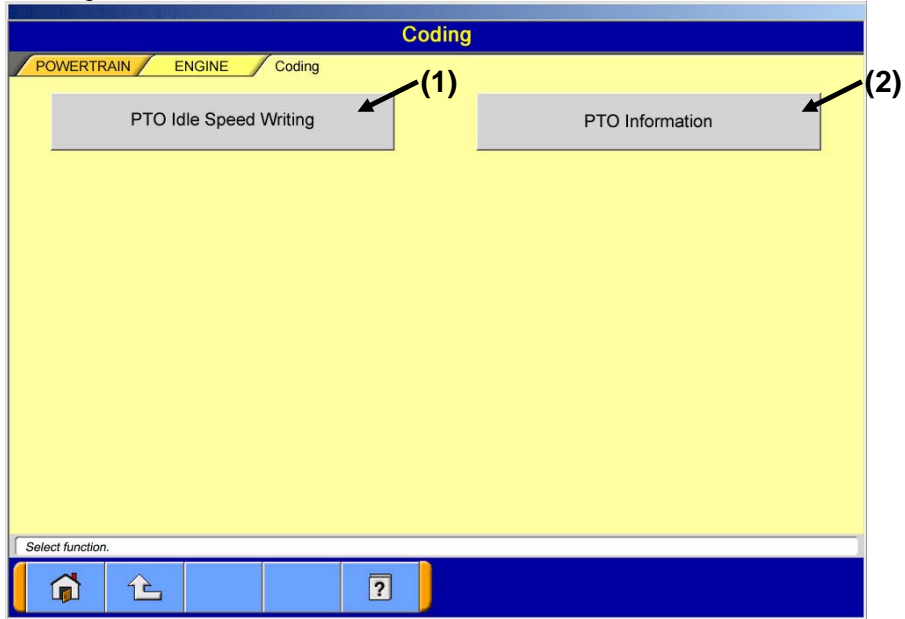 Coding
POWERTRAIN ENGINE Coding
(1) (2)
PTO Idle Speed Writing PTO Information
Select function.
?